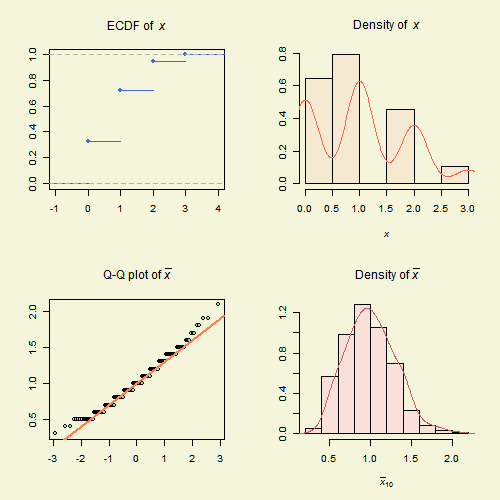 ECDF of x
0.0 0.2 0.4 0.6 0.8 1.0
-1 0 1 2 3 4
Density of x
0.0 0.2 0.4 0.6 0.8
0.0 0.5 1.0 1.5 2.0 2.5 3.0
x
Q-Q plot of x̅
0.5 1.0 1.5 2.0
-3 -2 -1 0 1 2 3
Density of x̅
0.0 0.4 0.8 1.2
0.5 1.0 1.5 2.0
x̅₁₀